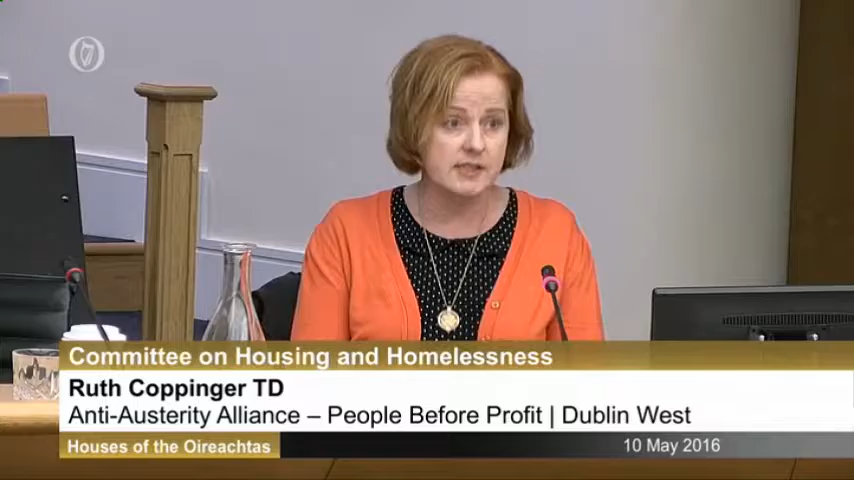 Committee on Housing and Homelessness
Ruth Coppinger TD
Anti-Austerity Alliance – People Before Profit | Dublin West
Houses of the Oireachtas
10 May 2016